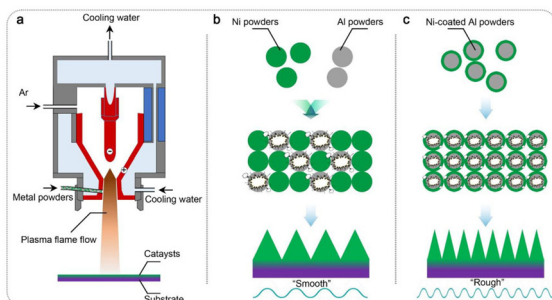 a
Cooling water
Ar
Metal powders
Cooling water
Plasma flame flow
Cataysts
Substrate
b
Ni powders
Al powders
"Smooth"
c
Ni-coated Al powders
"Rough"